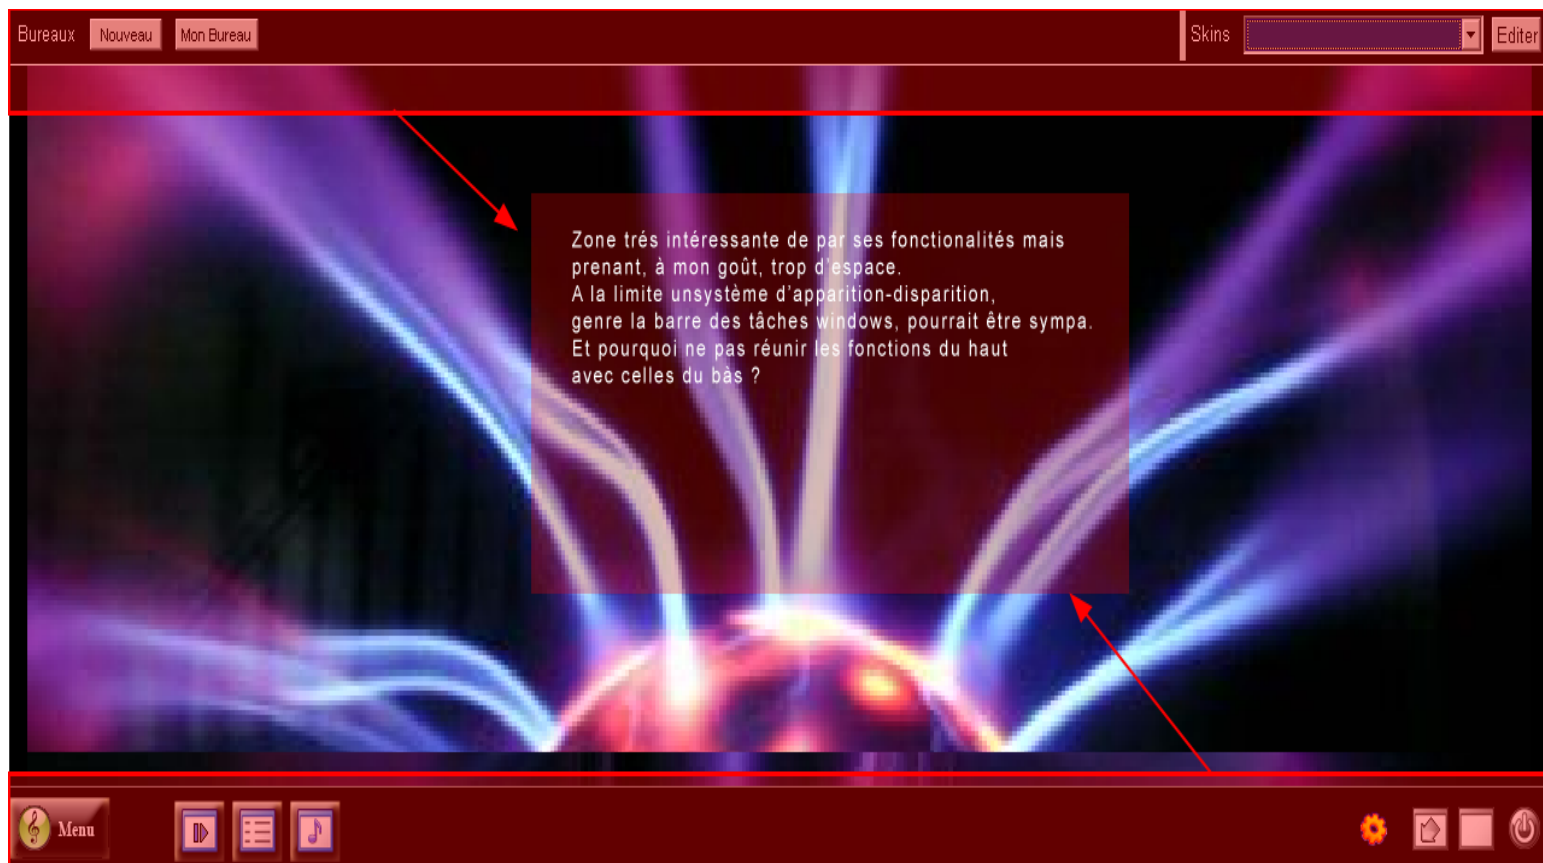 Bureaux Nouveau Mon Bureau Skins Editer
Zone trés intéressante de par ses fonctionalités mais
prenant, à mon goût, trop d'espace.
A la limite unsystème d'apparition-disparition,
genre la barre des tâches windows, pourrait être sympa.
Et pourquoi ne pas réunir les fonctions du haut
avec celles du bàs ?
Menu